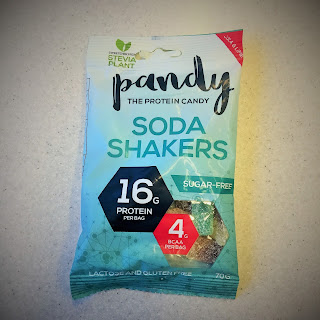 STEVIA
PLANT
pandy
THE PROTEIN CANDY
SODA
SHAKERS
SUGAR-FREE
16G
PROTEIN
PER BAG
4G
BCAA
PER BAG
LACTOSE AND GLUTEN FREE
70G